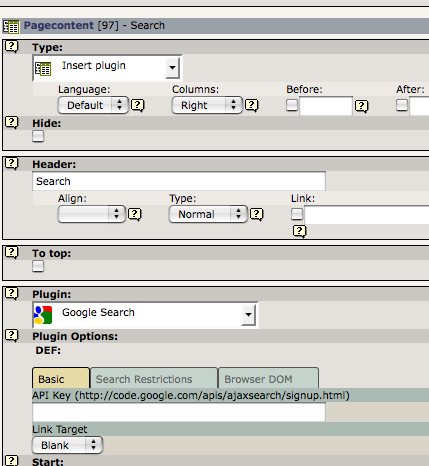 Pagecontent [97] - Search
? Type:
Insert plugin
Language: Columns: Before: After:
Default ? Right ? ?
? Hide:
? Header:
Search
Align: Type: Link:
? Normal ?
?
? To top:
? Plugin:
Google Search
? Plugin Options:
DEF:
Basic Search Restrictions Browser DOM
API Key (http://code.google.com/apis/ajaxsearch/signup.html)
Link Target
Blank
? Start: